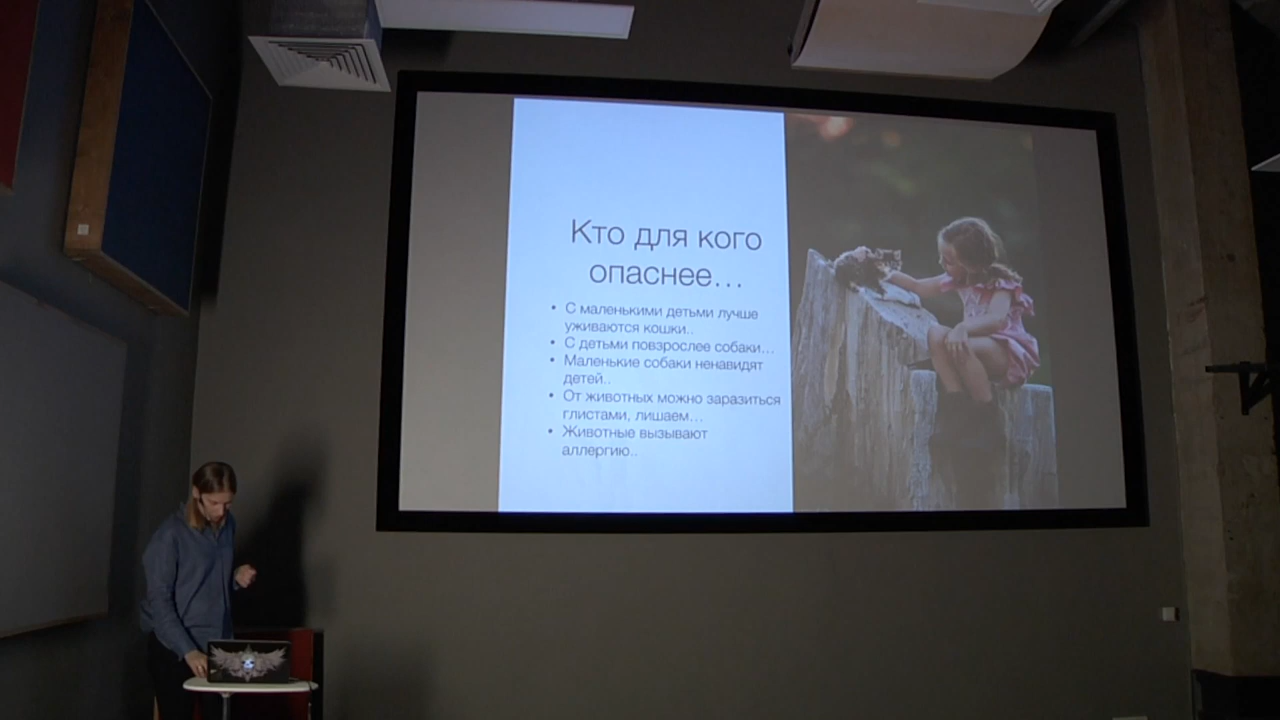 Кто для кого
опаснее...
• С маленькими детьми лучше
уживаются кошки..
• С детьми повзрослее собаки...
• Маленькие собаки ненавидят
детей..
• От животных можно заразиться
глистами, лишаем...
• Животные вызывают
аллергию..